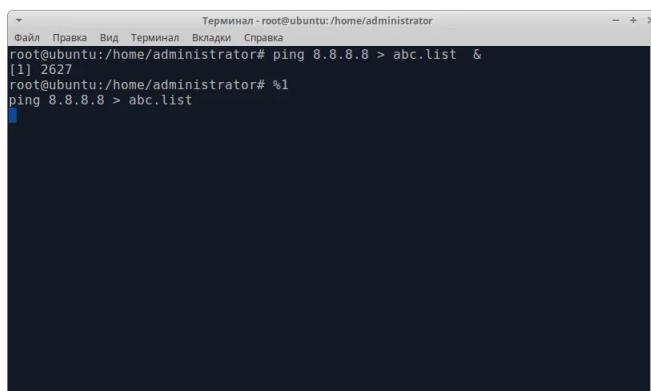 Терминал - root@ubuntu: /home/administrator
Файл Правка Вид Терминал Вкладки Справка
root@ubuntu:/home/administrator# ping 8.8.8.8 > abc.list  &
[1] 2627
root@ubuntu:/home/administrator# %1
ping 8.8.8.8 > abc.list